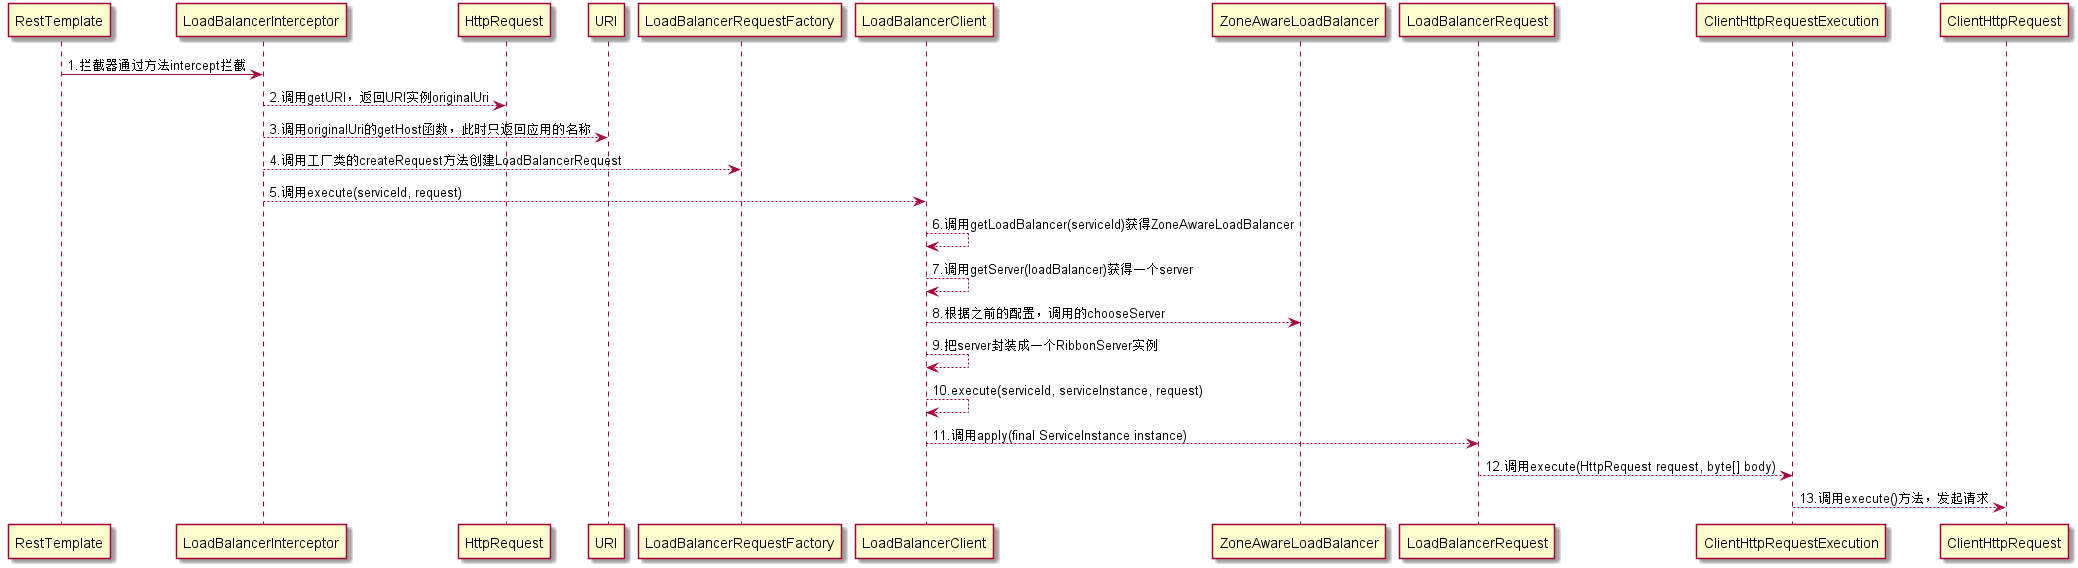 RestTemplate LoadBalancerInterceptor HttpRequest URI LoadBalancerRequestFactory LoadBalancerClient ZoneAwareLoadBalancer LoadBalancerRequest ClientHttpRequestExecution ClientHttpRequest
1.拦截器通过方法intercept拦截
2.调用getURI，返回URI实例originalUri
3.调用originalUri的getHost函数，此时只返回应用的名称
4.调用工厂类的createRequest方法创建LoadBalancerRequest
5.调用execute(serviceId, request)
6.调用getLoadBalancer(serviceId)获得ZoneAwareLoadBalancer
7.调用getServer(loadBalancer)获得一个server
8.根据之前的配置，调用的chooseServer
9.把server封装成一个RibbonServer实例
10.execute(serviceId, serviceInstance, request)
11.调用apply(final ServiceInstance instance)
12.调用execute(HttpRequest request, byte[] body)
13.调用execute()方法，发起请求
RestTemplate LoadBalancerInterceptor HttpRequest URI LoadBalancerRequestFactory LoadBalancerClient ZoneAwareLoadBalancer LoadBalancerRequest ClientHttpRequestExecution ClientHttpRequest